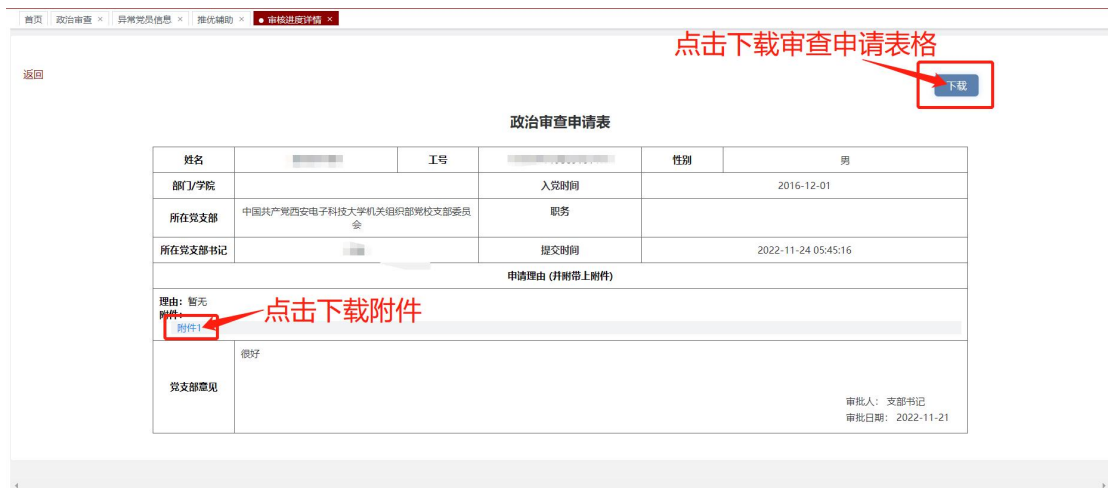 首页 政治审查 × 异常党员信息 × 推优辅助 × ● 审核进度详情 ×
点击下载审查申请表格
返回
下载
政治审查申请表
姓名 工号 性别 男
部门/学院 入党时间 2016-12-01
所在党支部 中国共产党西安电子科技大学机关组织部党校支部委员
会 职务
所在党支部书记 提交时间 2022-11-24 05:45:16
申请理由 (并附带上附件)
理由: 暂无
附件:
点击下载附件
附件1
很好
党支部意见
审批人: 支部书记
审批日期: 2022-11-21